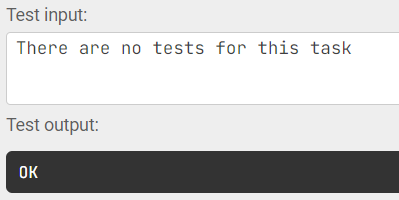 Test input:
There are no tests for this task
Test output:
OK